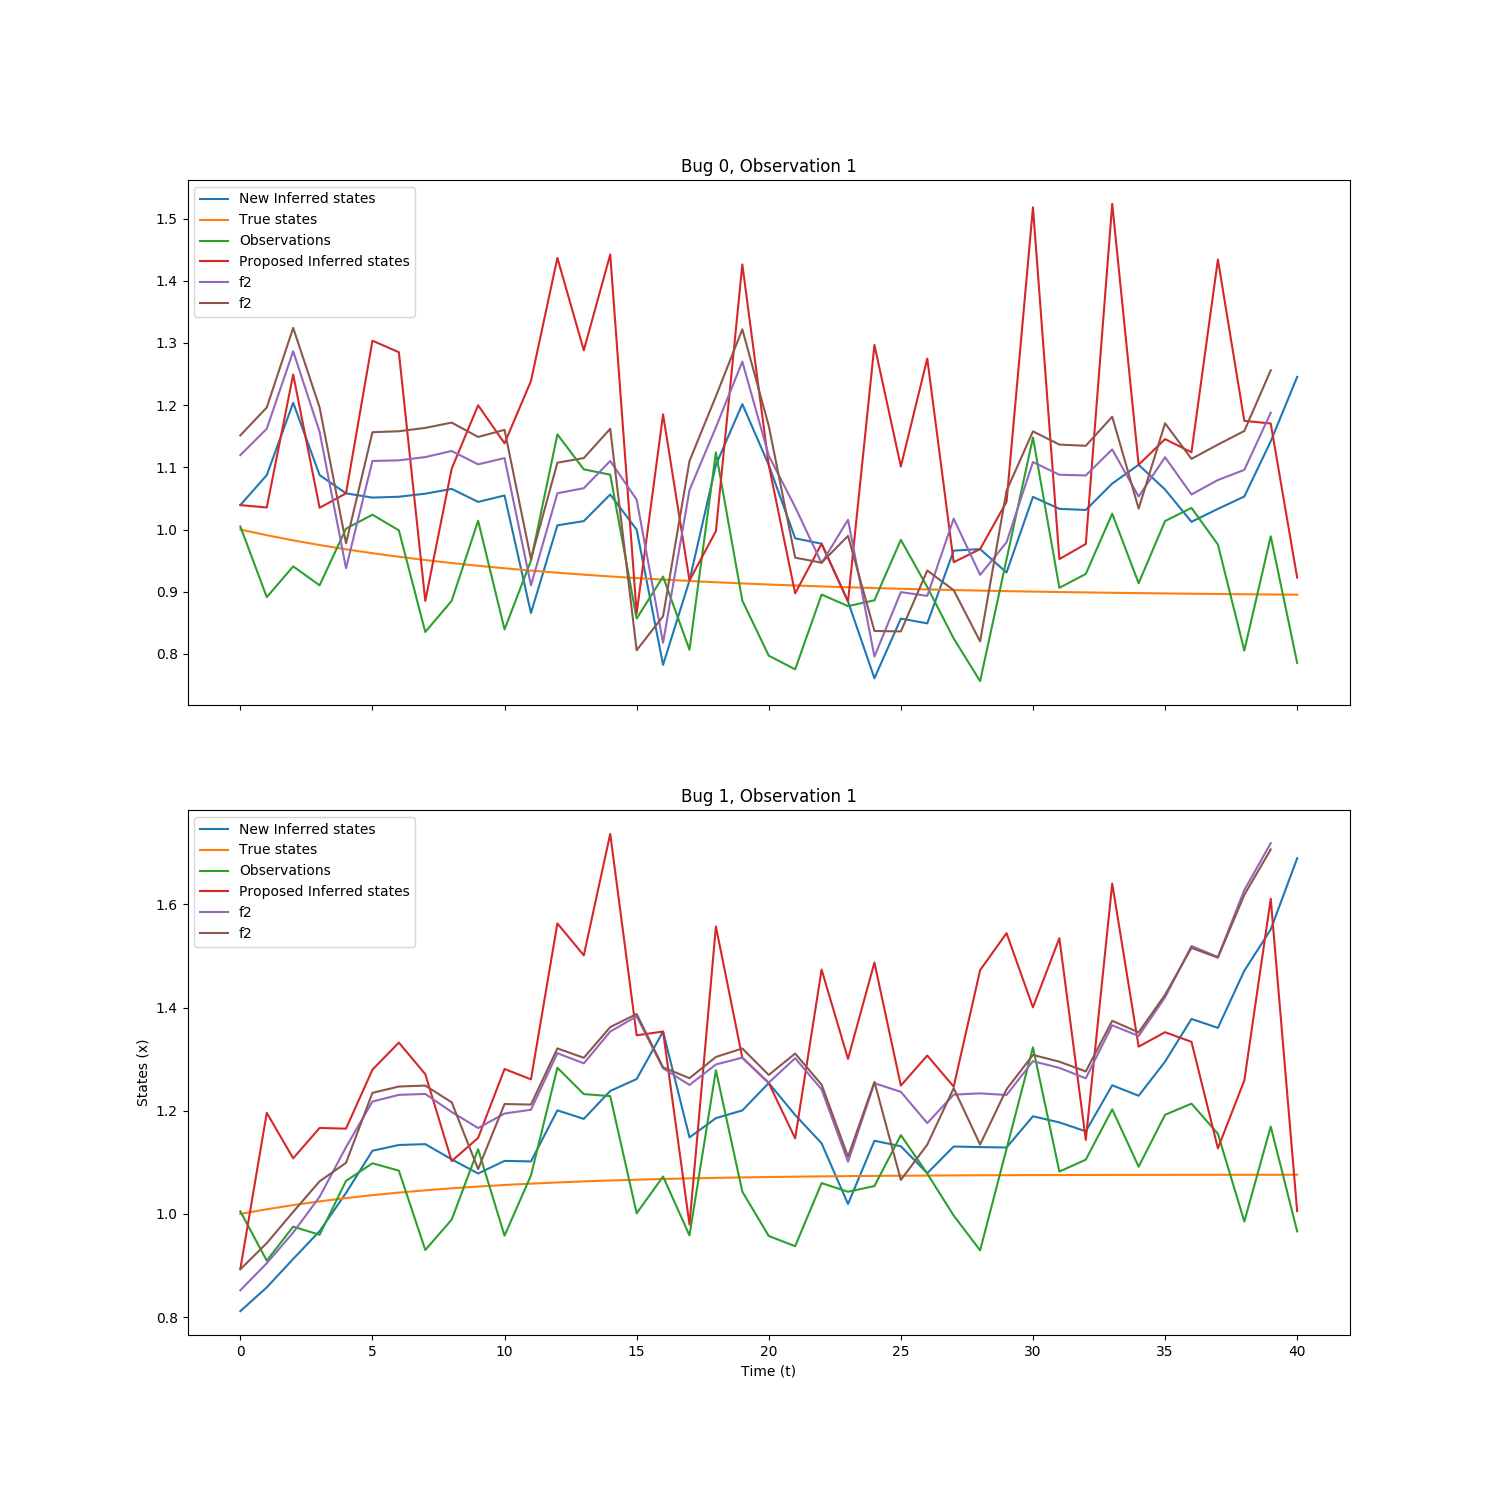 Bug 0, Observation 1
New Inferred states
True states
Observations
Proposed Inferred states
f2
f2
1.5
1.4
1.3
1.2
1.1
1.0
0.9
0.8
Bug 1, Observation 1
New Inferred states
True states
Observations
Proposed Inferred states
f2
f2
States (x)
1.6
1.4
1.2
1.0
0.8
0 5 10 15 20 25 30 35 40
Time (t)